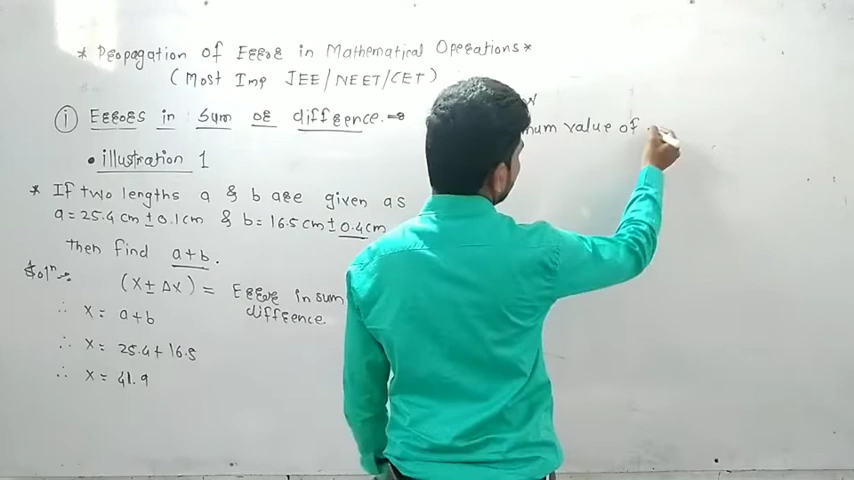 * Propagation of Error in Mathematical Operations *
(Most Imp JEE/NEET/CET)
i Errors in Sum or difference. →
• illustration 1
* If two lengths a & b are given as
a = 25.4 cm ± 0.1 cm & b = 16.5 cm ± 0.4 cm
then find a+b.
Solⁿ →
(X ± ΔX) = Error in sum
difference.
∴ X = a+b
∴ X = 25.4 + 16.5
∴ X = 41.9
num value of